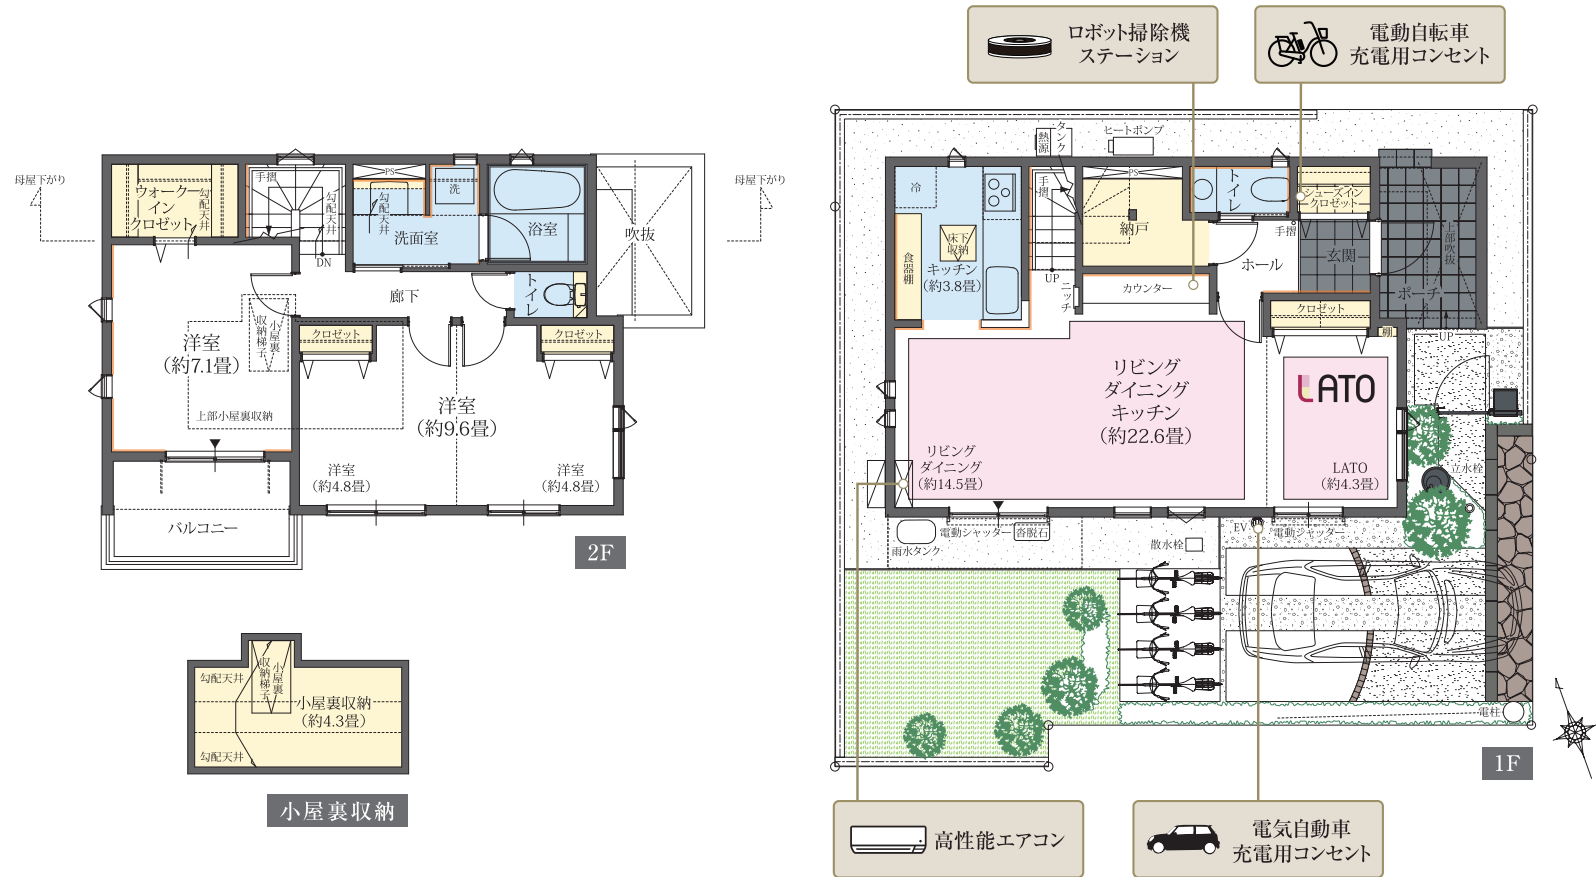 ロボット掃除機
ステーション
電動自転車
充電用コンセント
母屋下がり
ウォークイン
クロゼット
勾配天井
手摺
勾配天井
DN
PS
勾配天井
洗
洗面室
浴室
吹抜
母屋下がり
廊下
トイレ
洋室
(約7.1畳)
小屋裏
収納梯子
上部小屋裏収納
クロゼット
クロゼット
洋室
(約9.6畳)
洋室
(約4.8畳)
洋室
(約4.8畳)
バルコニー
2F
勾配天井
小屋裏
収納梯子
小屋裏収納
(約4.3畳)
勾配天井
小屋裏収納
熱源
タンク
ヒートポンプ
冷
手摺
PS
トイレ
シューズイン
クロゼット
食器棚
床下
収納
キッチン
(約3.8畳)
納戸
手摺
ホール
玄関
上部吹抜
ポーチ
UP
ニッチ
カウンター
クロゼット
棚
UP
リビング
ダイニング
キッチン
(約22.6畳)
LATO
リビング
ダイニング
(約14.5畳)
LATO
(約4.3畳)
立水栓
雨水タンク
電動シャッター
沓脱石
散水栓
EV
電動シャッター
電柱
1F
高性能エアコン
電気自動車
充電用コンセント